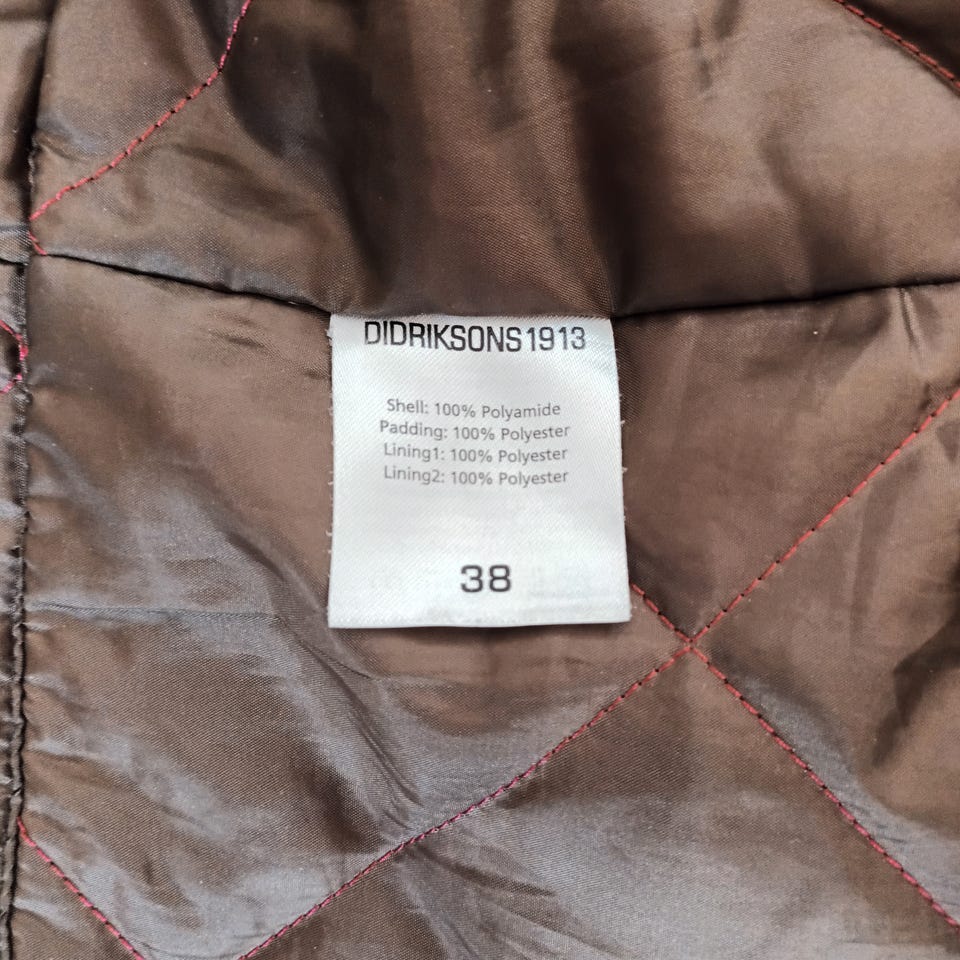 DIDRIKSONS1913
Shell: 100% Polyamide
Padding: 100% Polyester
Lining1: 100% Polyester
Lining2: 100% Polyester
38